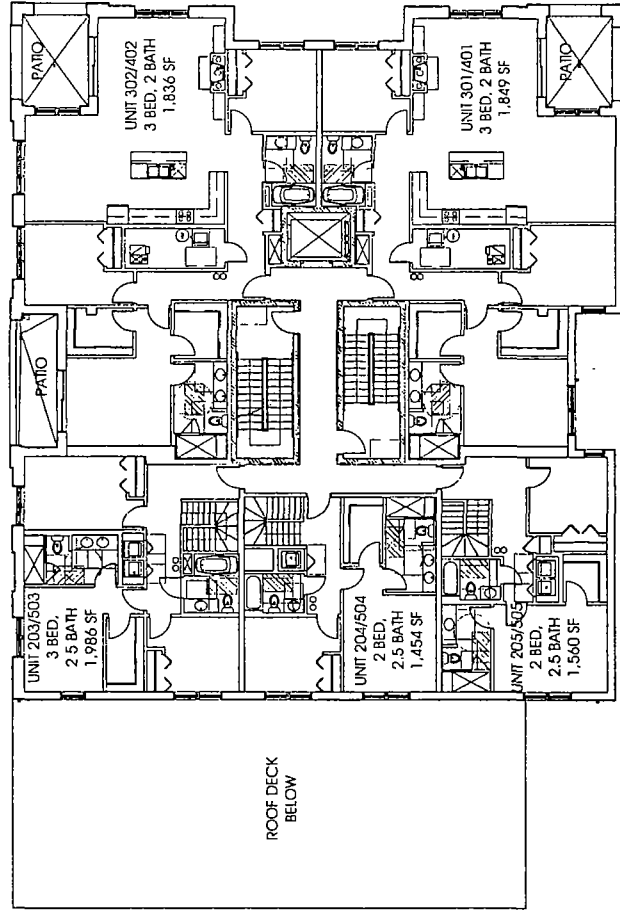 PATIO
UNIT 302/402
3 BED, 2 BATH
1,836 SF
UNIT 301/401
3 BED, 2 BATH
1,849 SF
PATIO
PATIO
UNIT 203/503
3 BED,
2 5 BATH
1,986 SF
UNIT 204/504
2 BED,
2.5 BATH
1,454 SF
UNIT 205/505
2 BED,
2.5 BATH
1,560 SF
ROOF DECK
BELOW